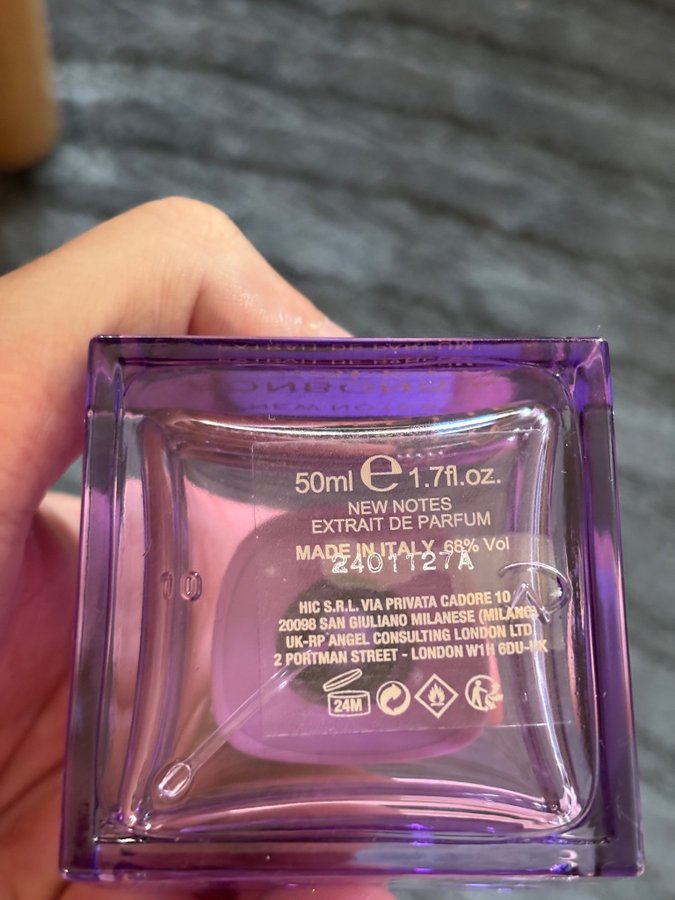 50ml e 1.7fl.oz.
NEW NOTES
EXTRAIT DE PARFUM
MADE IN ITALY 68% Vol
2401127A
HIC S.R.L. VIA PRIVATA CADORE 10
20098 SAN GIULIANO MILANESE (MILANO)
UK-RP ANGEL CONSULTING LONDON LTD
2 PORTMAN STREET - LONDON W1H 6DU-UK
24M